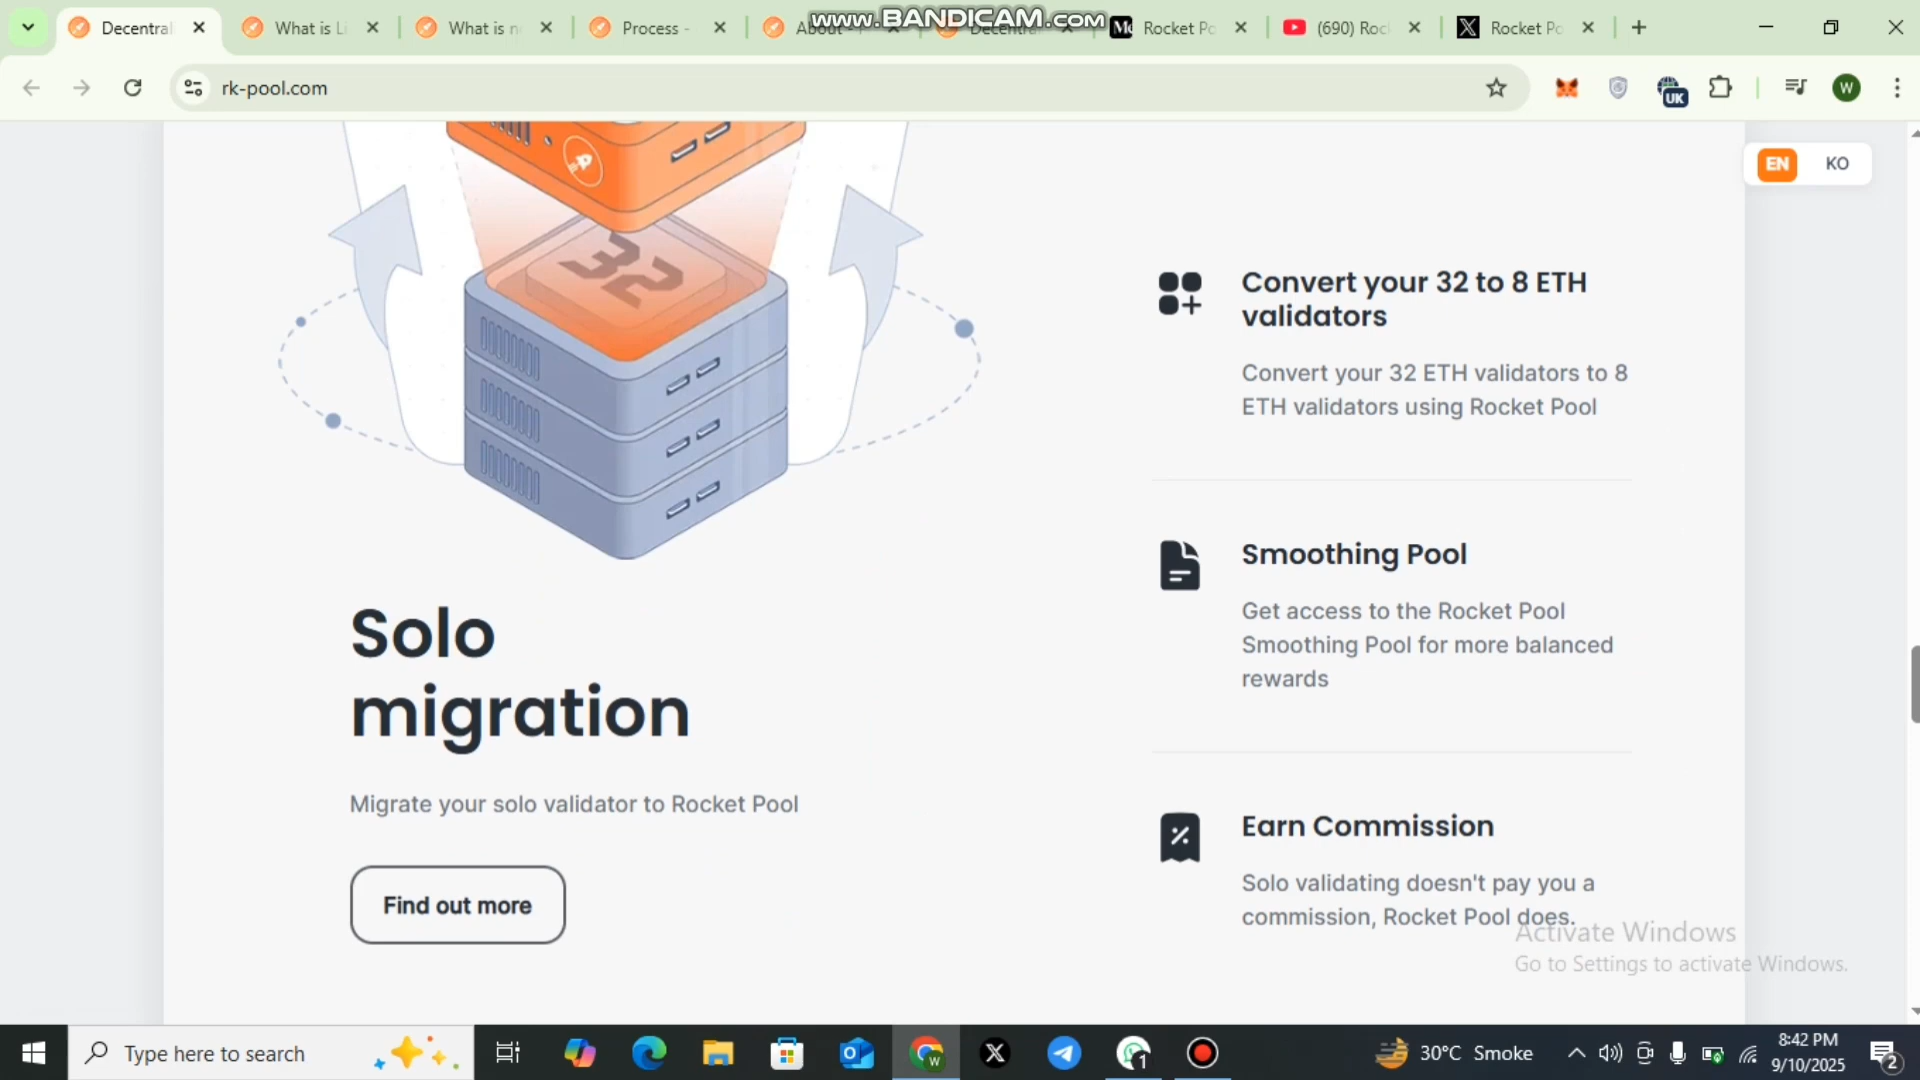 www.BANDICAM.com
Decentral
What is Li
What is n
Process -
About -
Decentra
Rocket Po
(690) Roc
Rocket Po
rk-pool.com
UK
W
EN
KO
32
Convert your 32 to 8 ETH
validators
Convert your 32 ETH validators to 8
ETH validators using Rocket Pool
Smoothing Pool
Get access to the Rocket Pool
Smoothing Pool for more balanced
rewards
Solo
migration
Migrate your solo validator to Rocket Pool
Find out more
Earn Commission
Solo validating doesn't pay you a
commission, Rocket Pool does.
Activate Windows
Go to Settings to activate Windows.
Type here to search
30°C Smoke
8:42 PM
9/10/2025
2